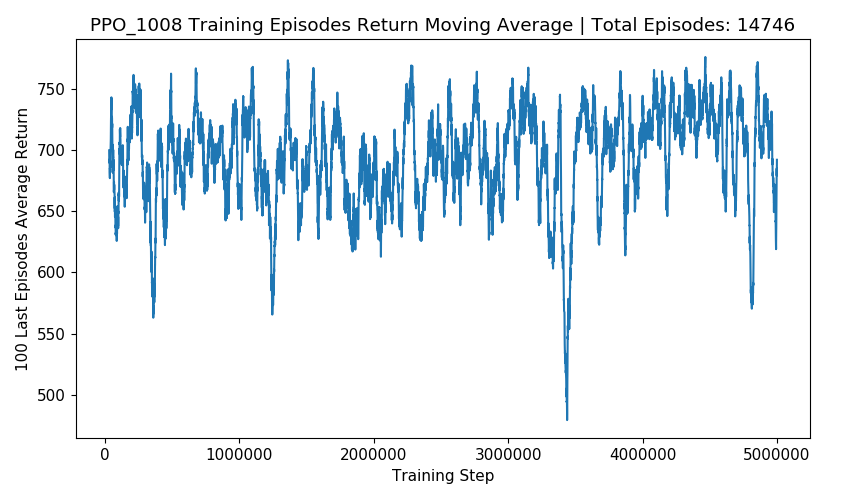 PPO_1008 Training Episodes Return Moving Average | Total Episodes: 14746
750
700
650
600
550
500
100 Last Episodes Average Return
0 1000000 2000000 3000000 4000000 5000000
Training Step